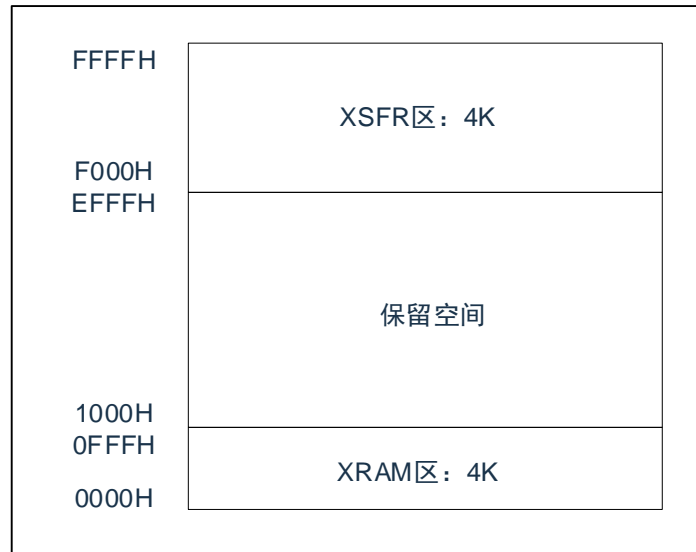 FFFFH
XSFR区：4K
F000H
EFFFH
保留空间
1000H
0FFFH
XRAM区：4K
0000H